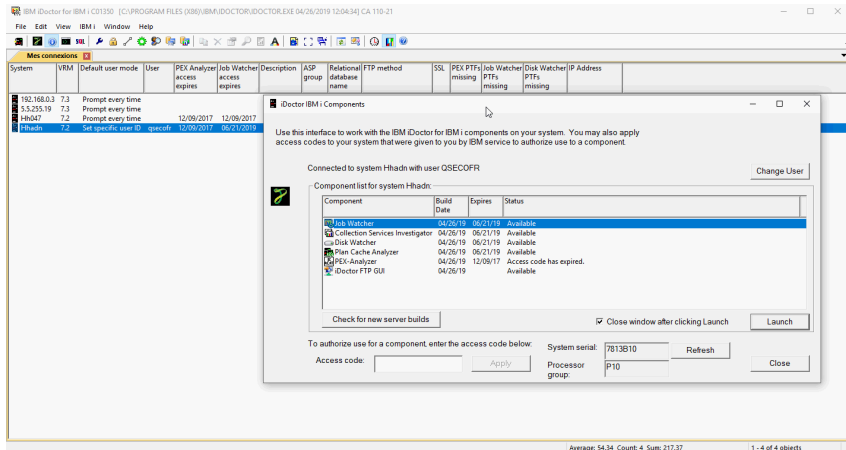 IBM iDoctor for IBM i C01350 [C:\PROGRAM FILES (X86)\IBM\IDOCTOR\IDOCTOR.EXE 04/26/2019 12:04;34] CA 110-21
File Edit View IBM i Window Help
SQL
Mes connexions
System VRM Default user mode User PEX Analyzer access expires Job Watcher access expires Description ASP group Relational database name FTP method SSL PEX PTFs missing Job Watcher PTFs missing Disk Watcher PTFs missing IP Address
192.168.0.3 7.3 Prompt every time
5.5.255.19 7.3 Prompt every time
Hh047 7.2 Prompt every time 12/09/2017 12/09/2017
Hhadn 7.2 Set specific user ID qsecofr 12/09/2017 06/21/2019
iDoctor IBM i Components
Use this interface to work with the IBM iDoctor for IBM i components on your system. You may also apply
access codes to your system that were given to you by IBM service to authorize use to a component.
Connected to system Hhadn with user QSECOFR
Change User
Component list for system Hhadn:
Component Build Date Expires Status
Job Watcher 04/26/19 06/21/19 Available
Collection Services Investigator 04/26/19 06/21/19 Available
Disk Watcher 04/26/19 06/21/19 Available
Plan Cache Analyzer 04/26/19 06/21/19 Available
PEX-Analyzer 04/26/19 12/09/17 Access code has expired.
iDoctor FTP GUI 04/26/19 Available
Check for new server builds
Close window after clicking Launch
Launch
To authorize use for a component, enter the access code below:
Access code:
Apply
System serial: 7813B10
Refresh
Processor group: P10
Close
Average: 54.34 Count: 4 Sum: 217.37
1 - 4 of 4 objects